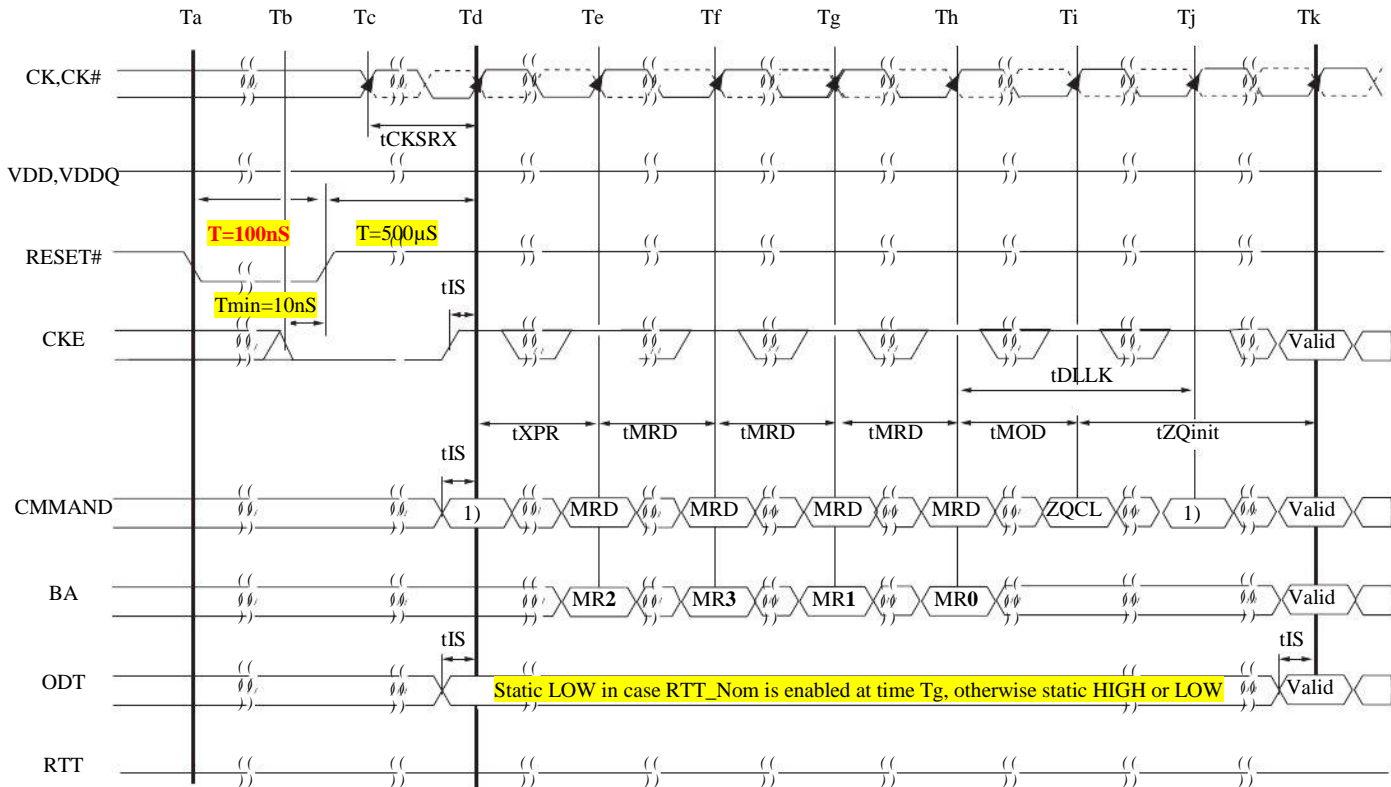 Ta Tb Tc Td Te Tf Tg Th Ti Tj Tk
CK,CK#
tCKSRX
VDD,VDDQ
T=100nS T=500µS
RESET#
Tmin=10nS tIS
CKE Valid
tDLLK
tXPR tMRD tMRD tMRD tMOD tZQinit
tIS
CMMAND 1) MRD MRD MRD MRD ZQCL 1) Valid
BA MR2 MR3 MR1 MR0 Valid
tIS tIS
ODT Static LOW in case RTT_Nom is enabled at time Tg, otherwise static HIGH or LOW Valid
RTT